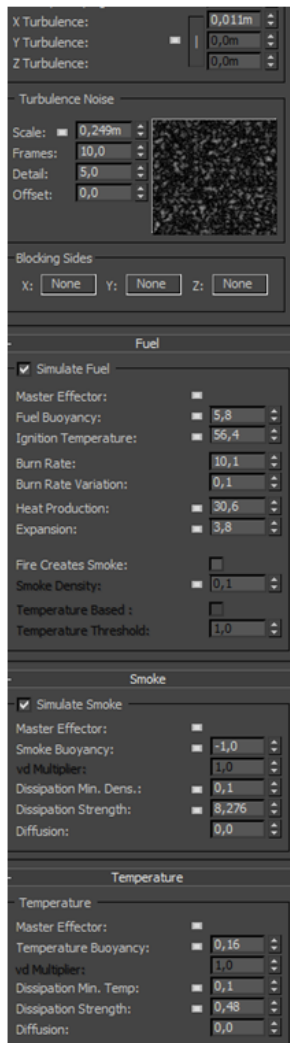 X Turbulence: 0,011m
Y Turbulence: 0,0m
Z Turbulence: 0,0m
Turbulence Noise
Scale: 0,249m
Frames: 10,0
Detail: 5,0
Offset: 0,0
Blocking Sides
X: None Y: None Z: None
- Fuel
Simulate Fuel
Master Effector:
Fuel Buoyancy: 5,8
Ignition Temperature: 56,4
Burn Rate: 10,1
Burn Rate Variation: 0,1
Heat Production: 30,6
Expansion: 3,8
Fire Creates Smoke:
Smoke Density: 0,1
Temperature Based :
Temperature Threshold: 1,0
- Smoke
Simulate Smoke
Master Effector:
Smoke Buoyancy: -1,0
vd Multiplier: 1,0
Dissipation Min. Dens.: 0,1
Dissipation Strength: 8,276
Diffusion: 0,0
- Temperature
Temperature
Master Effector:
Temperature Buoyancy: 0,16
vd Multiplier: 1,0
Dissipation Min. Temp: 0,1
Dissipation Strength: 0,48
Diffusion: 0,0